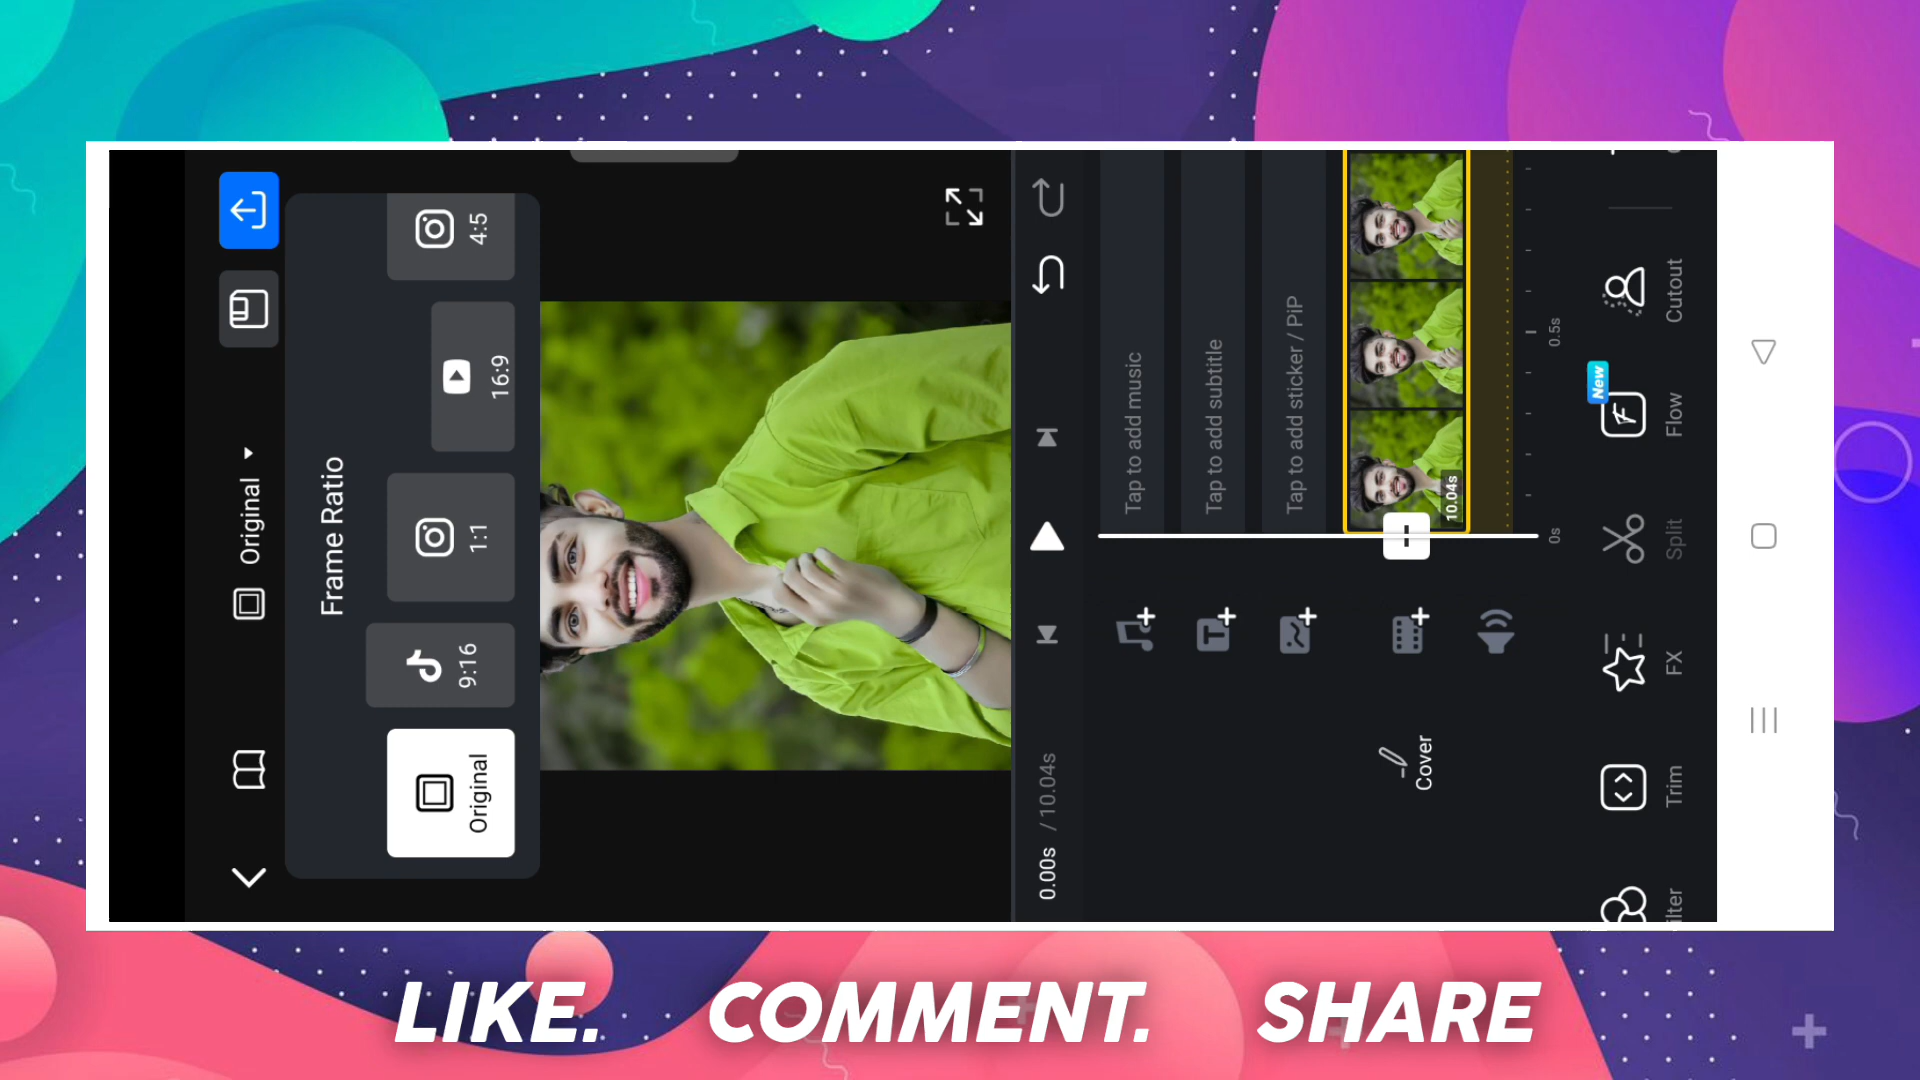 Original
Frame Ratio
Original
9:16
1:1
16:9
4:5
0.00s / 10.04s
Tap to add music
Tap to add subtitle
Tap to add sticker / PiP
Cover
10.04s
0s
0.5s
New
ilter
Trim
FX
Split
Flow
Cutout
LIKE. COMMENT. SHARE